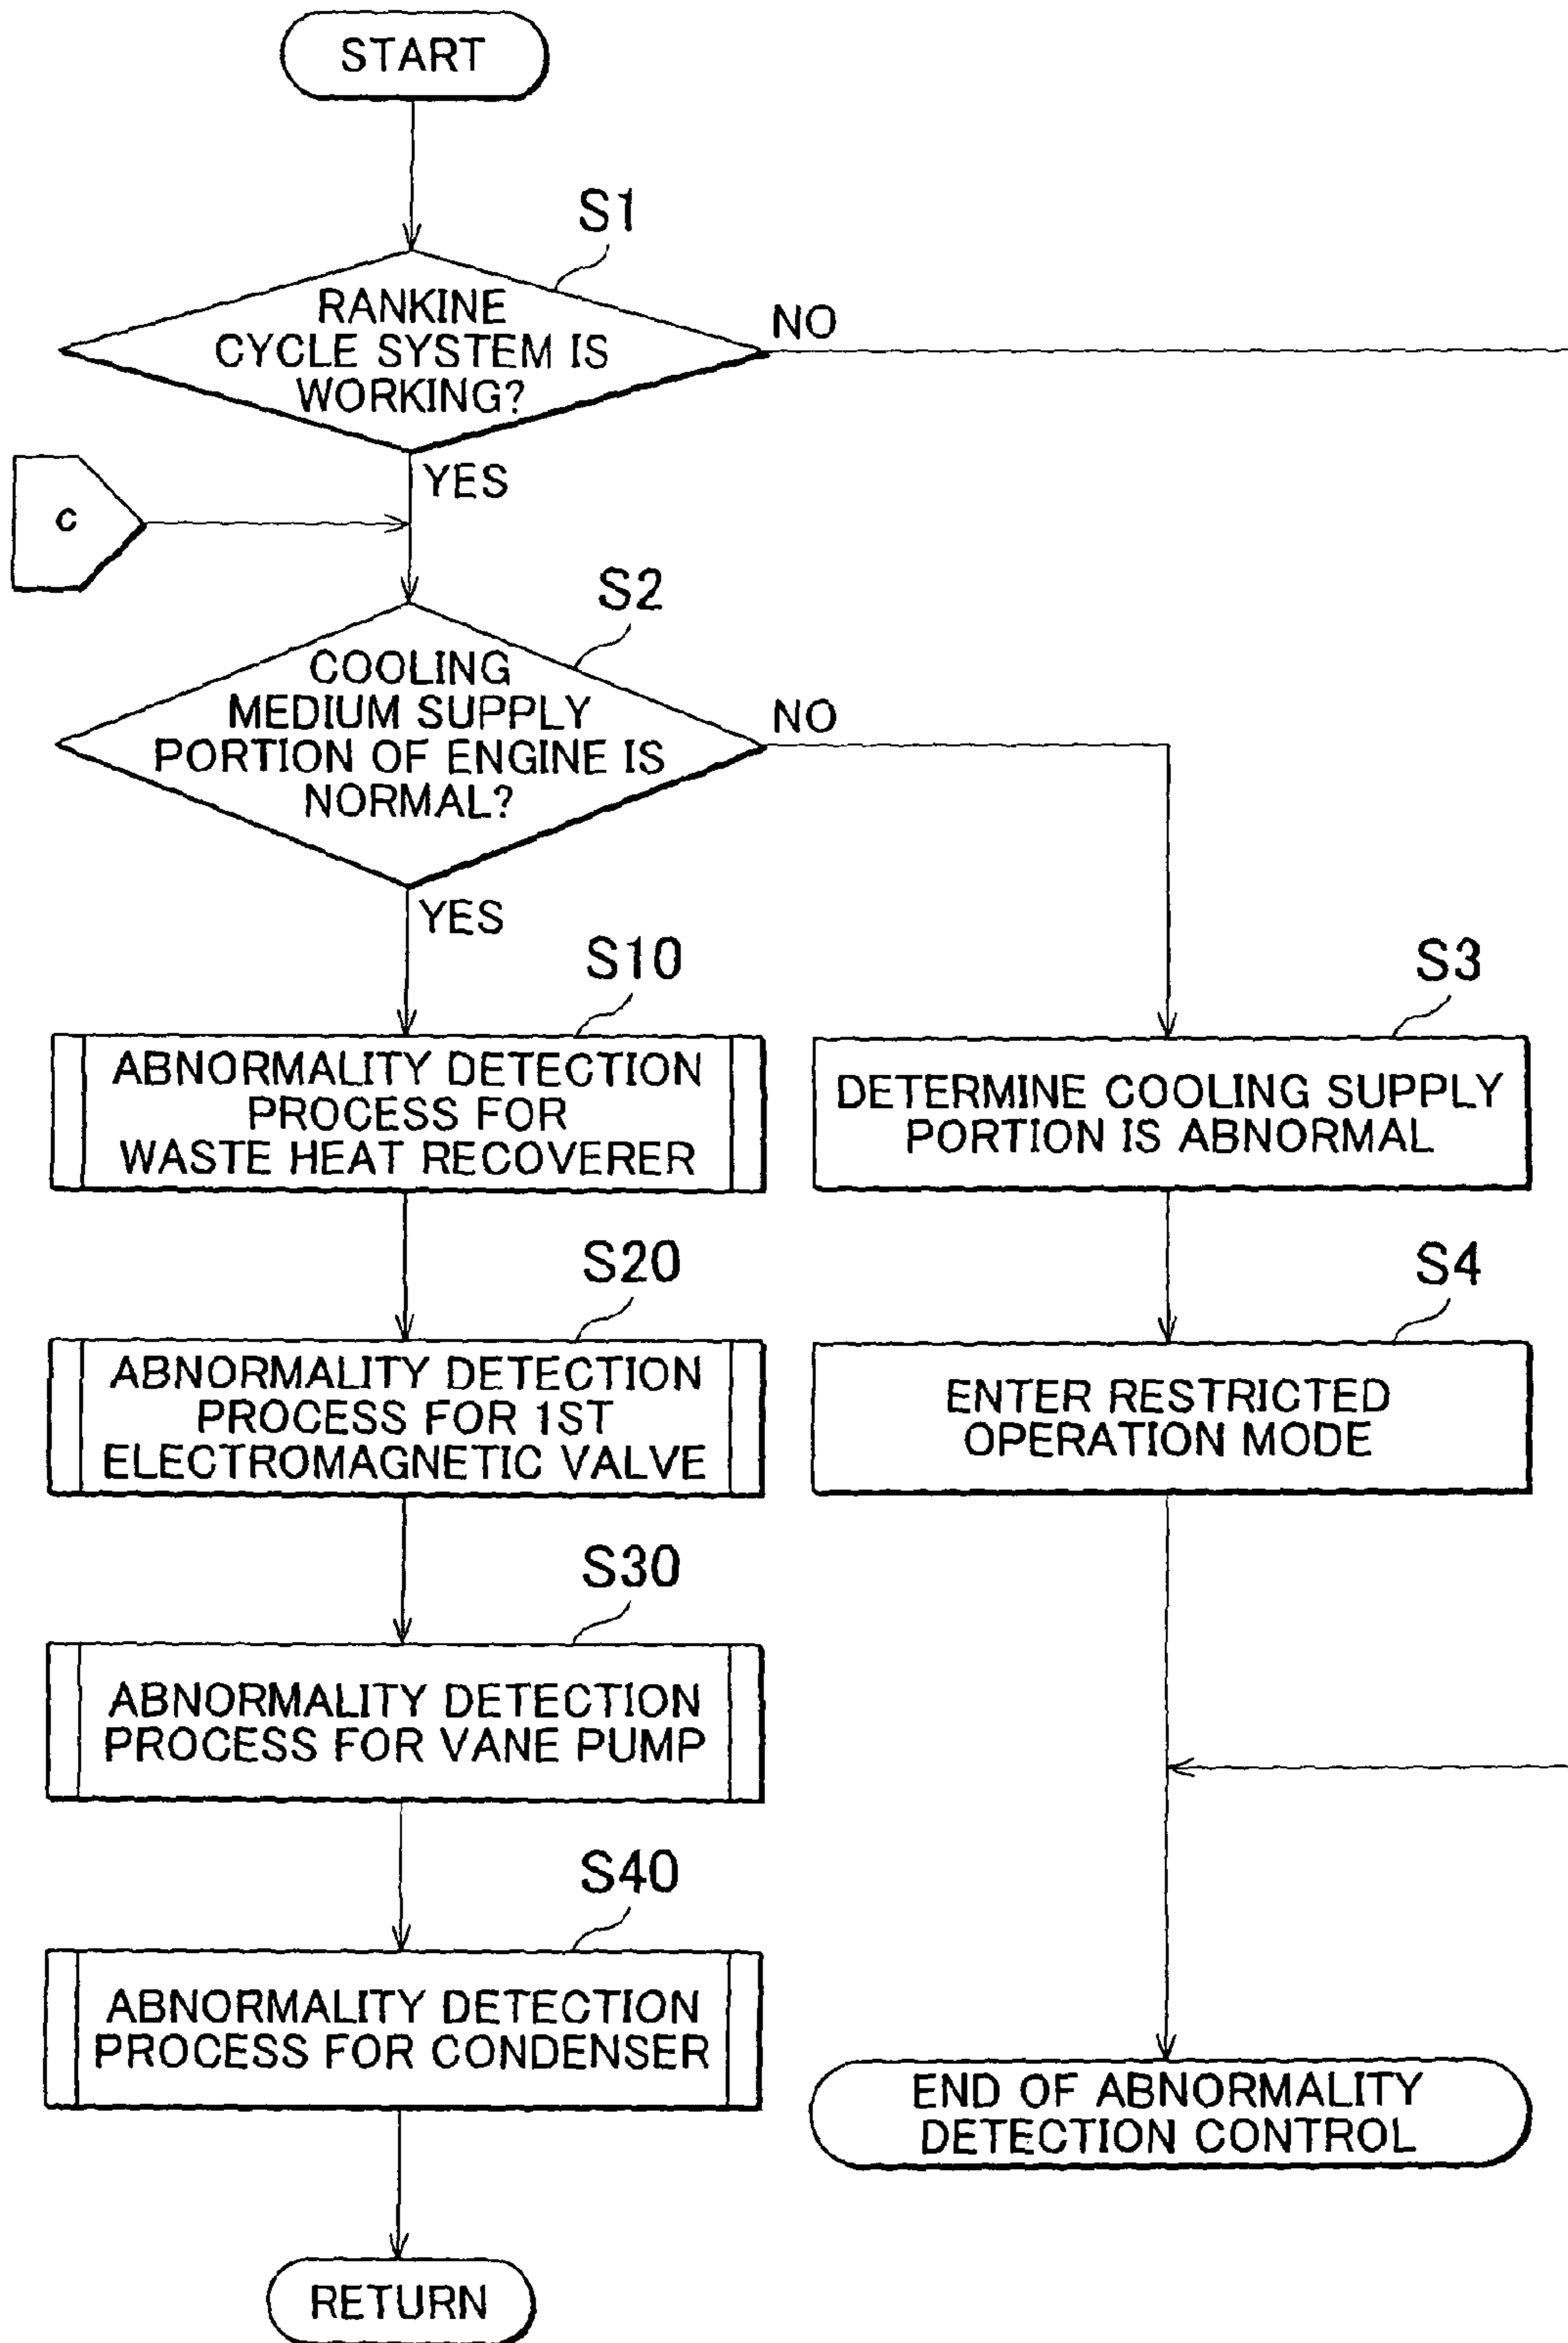 START
S1
RANKINE
CYCLE SYSTEM IS
WORKING?
NO
YES
c
S2
COOLING
MEDIUM SUPPLY
PORTION OF ENGINE IS
NORMAL?
NO
YES
S10
ABNORMALITY DETECTION
PROCESS FOR
WASTE HEAT RECOVERER
S3
DETERMINE COOLING SUPPLY
PORTION IS ABNORMAL
S20
ABNORMALITY DETECTION
PROCESS FOR 1ST
ELECTROMAGNETIC VALVE
S4
ENTER RESTRICTED
OPERATION MODE
S30
ABNORMALITY DETECTION
PROCESS FOR VANE PUMP
S40
ABNORMALITY DETECTION
PROCESS FOR CONDENSER
END OF ABNORMALITY
DETECTION CONTROL
RETURN